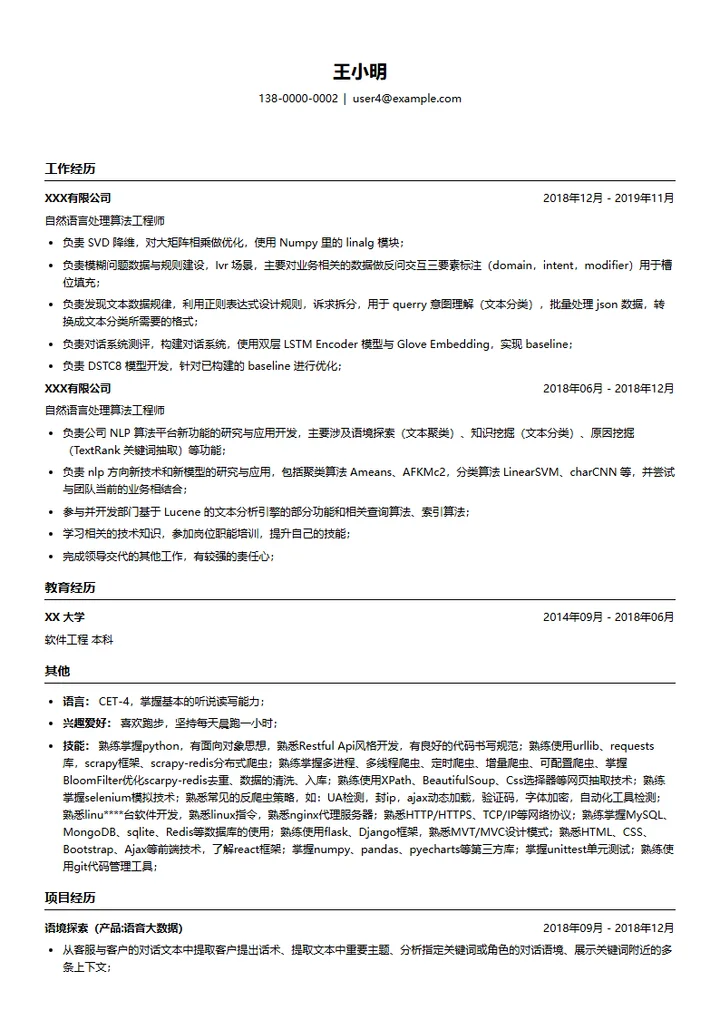 王小明
138-0000-0002 | user4@example.com
工作经历
XXX有限公司 2018年12月 - 2019年11月
自然语言处理算法工程师
• 负责 SVD 降维，对大矩阵相乘做优化，使用 Numpy 里的 linalg 模块；
• 负责模糊问题数据与规则建设，lvr 场景，主要对业务相关的数据做反问交互三要素标注（domain，intent，modifier）用于槽
位填充；
• 负责发现文本数据规律，利用正则表达式设计规则，诉求拆分，用于 querry 意图理解（文本分类），批量处理 json 数据，转
换成文本分类所需要的格式；
• 负责对话系统测评，构建对话系统，使用双层 LSTM Encoder 模型与 Glove Embedding，实现 baseline；
• 负责 DSTC8 模型开发，针对已构建的 baseline 进行优化；
XXX有限公司 2018年06月 - 2018年12月
自然语言处理算法工程师
• 负责公司 NLP 算法平台新功能的研究与应用开发，主要涉及语境探索（文本聚类）、知识挖掘（文本分类）、原因挖掘
（TextRank 关键词抽取）等功能；
• 负责 nlp 方向新技术和新模型的研究与应用，包括聚类算法 Ameans、AFKMc2，分类算法 LinearSVM、charCNN 等，并尝试
与团队当前的业务相结合；
• 参与并开发部门基于 Lucene 的文本分析引擎的部分功能和相关查询算法、索引算法；
• 学习相关的技术知识，参加岗位职能培训，提升自己的技能；
• 完成领导交代的其他工作，有较强的责任心；
教育经历
XX 大学 2014年09月 - 2018年06月
软件工程 本科
其他
• 语言： CET-4，掌握基本的听说读写能力；
• 兴趣爱好： 喜欢跑步，坚持每天晨跑一小时；
• 技能： 熟练掌握python，有面向对象思想，熟悉Restful Api风格开发，有良好的代码书写规范；熟练使用urllib、requests
库，scrapy框架、scrapy-redis分布式爬虫；熟练掌握多进程、多线程爬虫、定时爬虫、增量爬虫、可配置爬虫、掌握
BloomFilter优化scarpy-redis去重、数据的清洗、入库；熟练使用XPath、BeautifulSoup、Css选择器等网页抽取技术；熟练
掌握selenium模拟技术；熟悉常见的反爬虫策略，如：UA检测，封ip，ajax动态加载，验证码，字体加密，自动化工具检测；
熟悉linu****台软件开发，熟悉linux指令，熟悉nginx代理服务器；熟悉HTTP/HTTPS、TCP/IP等网络协议；熟练掌握MySQL、
MongoDB、sqlite、Redis等数据库的使用；熟练使用flask、Django框架，熟悉MVT/MVC设计模式；熟悉HTML、CSS、
Bootstrap、Ajax等前端技术，了解react框架；掌握numpy、pandas、pyecharts等第三方库；掌握unittest单元测试；熟练使
用git代码管理工具；
项目经历
语境探索（产品:语音大数据） 2018年09月 - 2018年12月
• 从客服与客户的对话文本中提取客户提出话术、提取文本中重要主题、分析指定关键词或角色的对话语境、展示关键词附近的多
条上下文；